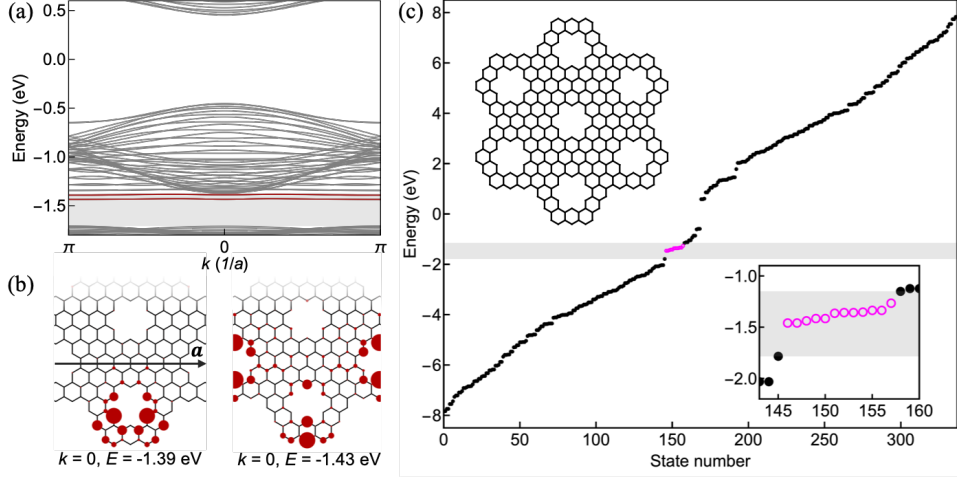 (a)
Energy (eV)
0.5
0.0
−0.5
−1.0
−1.5
π
0
π
k (1/a)
(b)
a
k = 0, E = -1.39 eV
k = 0, E = -1.43 eV
(c)
Energy (eV)
8
6
4
2
0
−2
−4
−6
−8
0
50
100
150
200
250
300
State number
−1.0
−1.5
−2.0
145
150
155
160